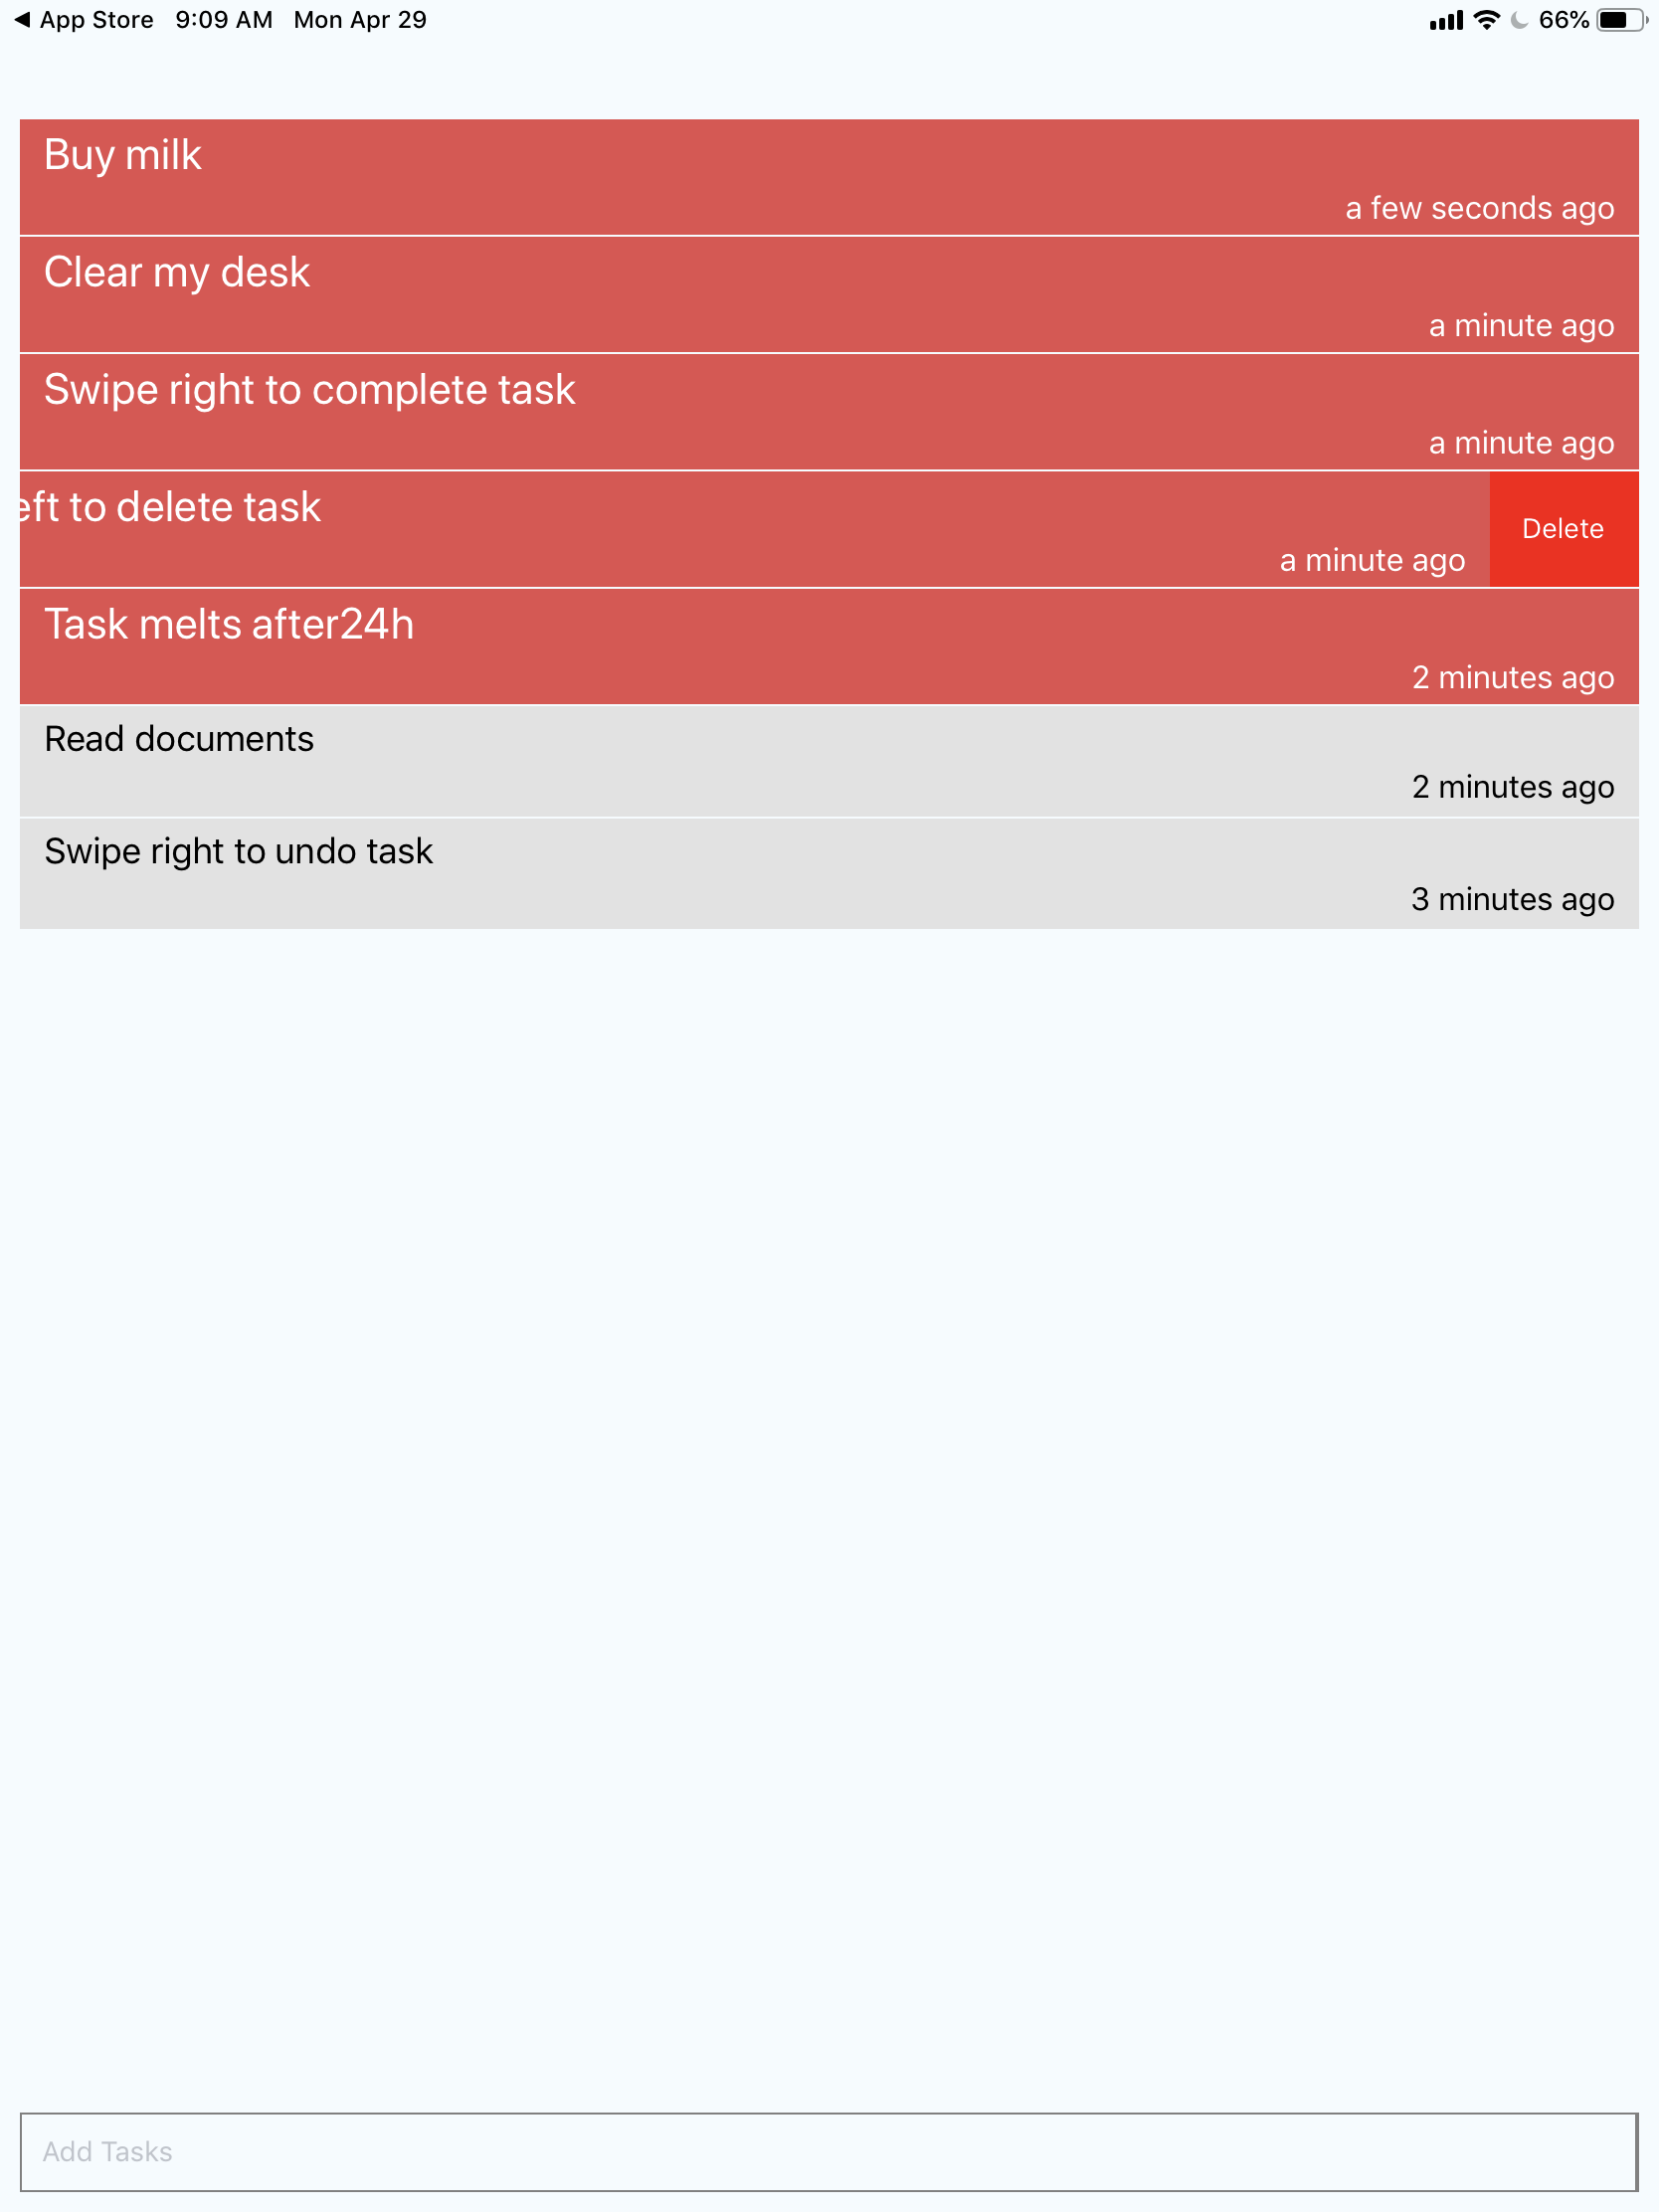 App Store 9:09 AM Mon Apr 29 66%
Buy milk
a few seconds ago
Clear my desk
a minute ago
Swipe right to complete task
a minute ago
eft to delete task
a minute ago
Delete
Task melts after24h
2 minutes ago
Read documents
2 minutes ago
Swipe right to undo task
3 minutes ago
Add Tasks